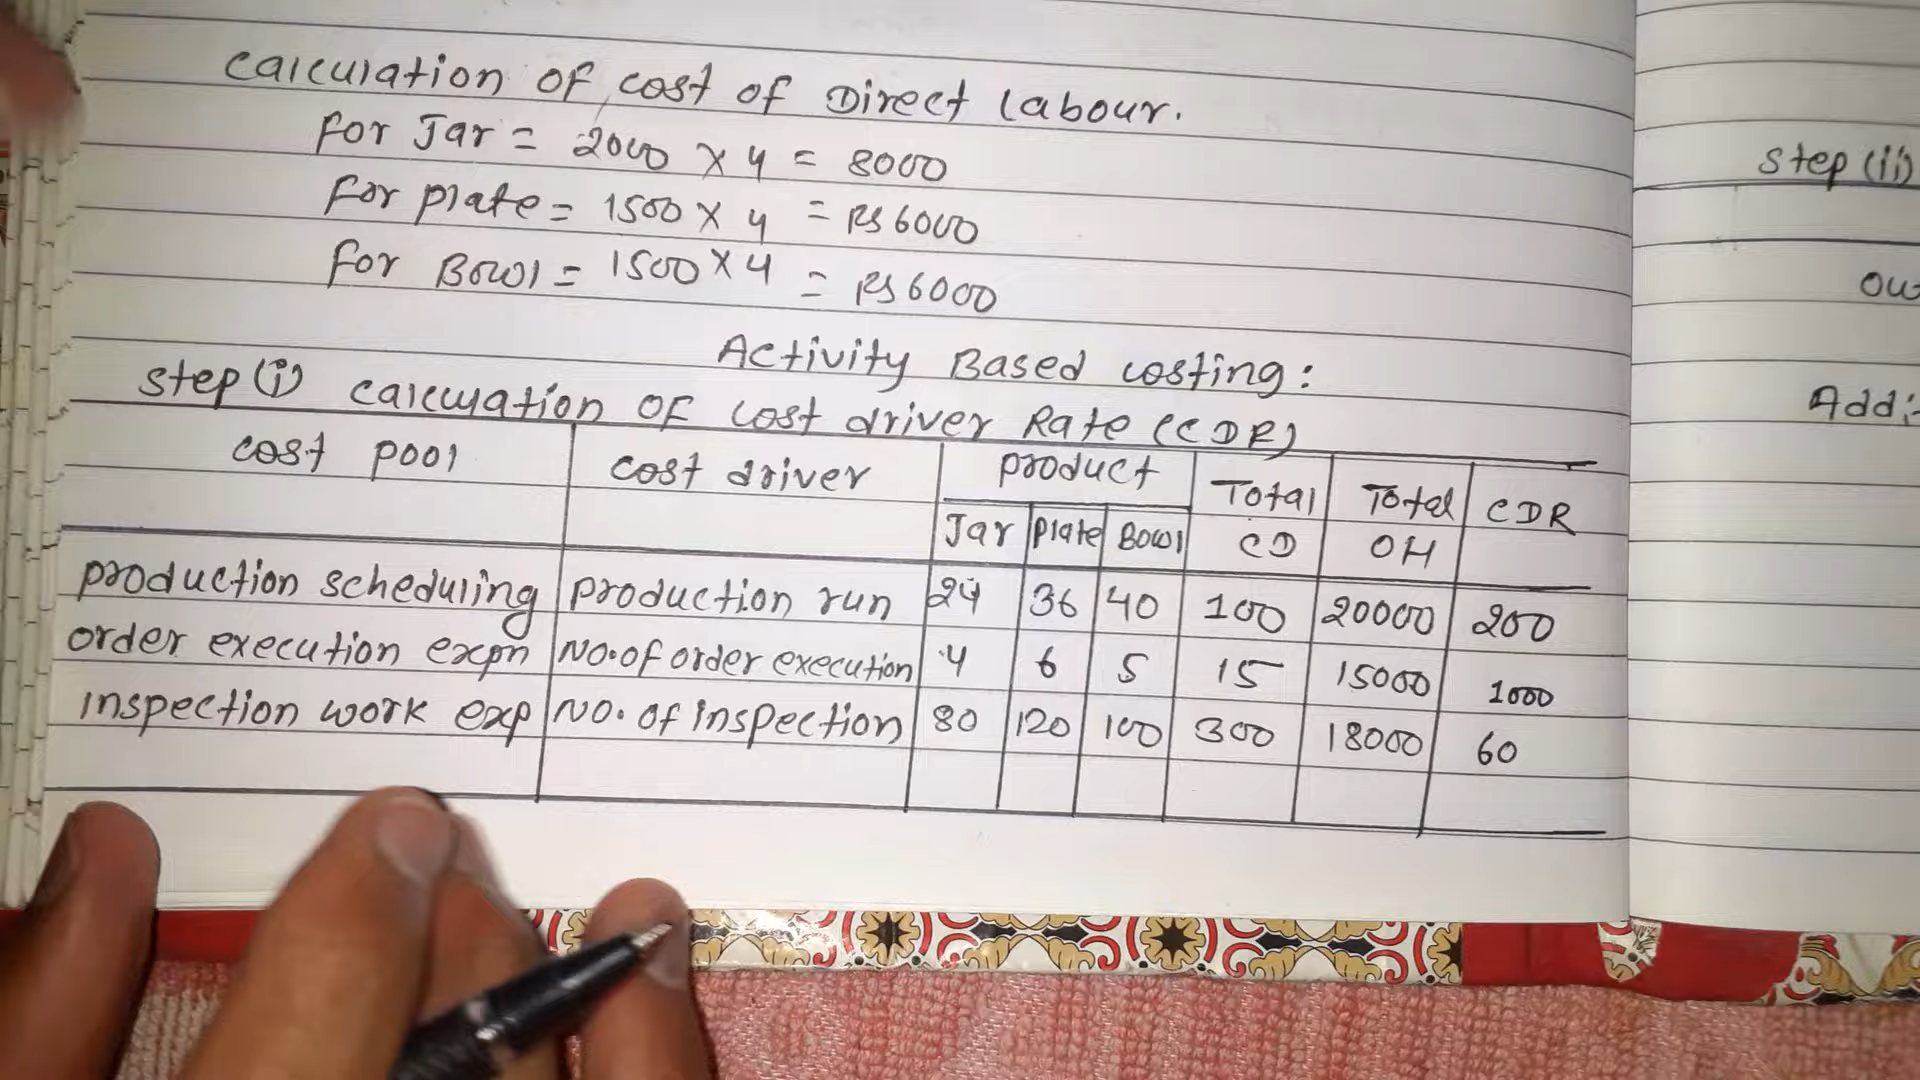 Calculation of cost of Direct Labour.
For Jar = 2000 x 4 = 8000
For plate = 1500 x 4 = Rs 6000
For Bowl = 1500 x 4 = Rs 6000
Activity Based costing:
Step (i) calculation of cost driver Rate (CDR)
cost pool cost driver product Total CD Total OH CDR
Jar Plate Bowl
production scheduling production run 24 36 40 100 20000 200
order execution expn No. of order execution 4 6 5 15 15000 1000
Inspection work exp No. of inspection 80 120 100 300 18000 60
Step (ii)
Add:-